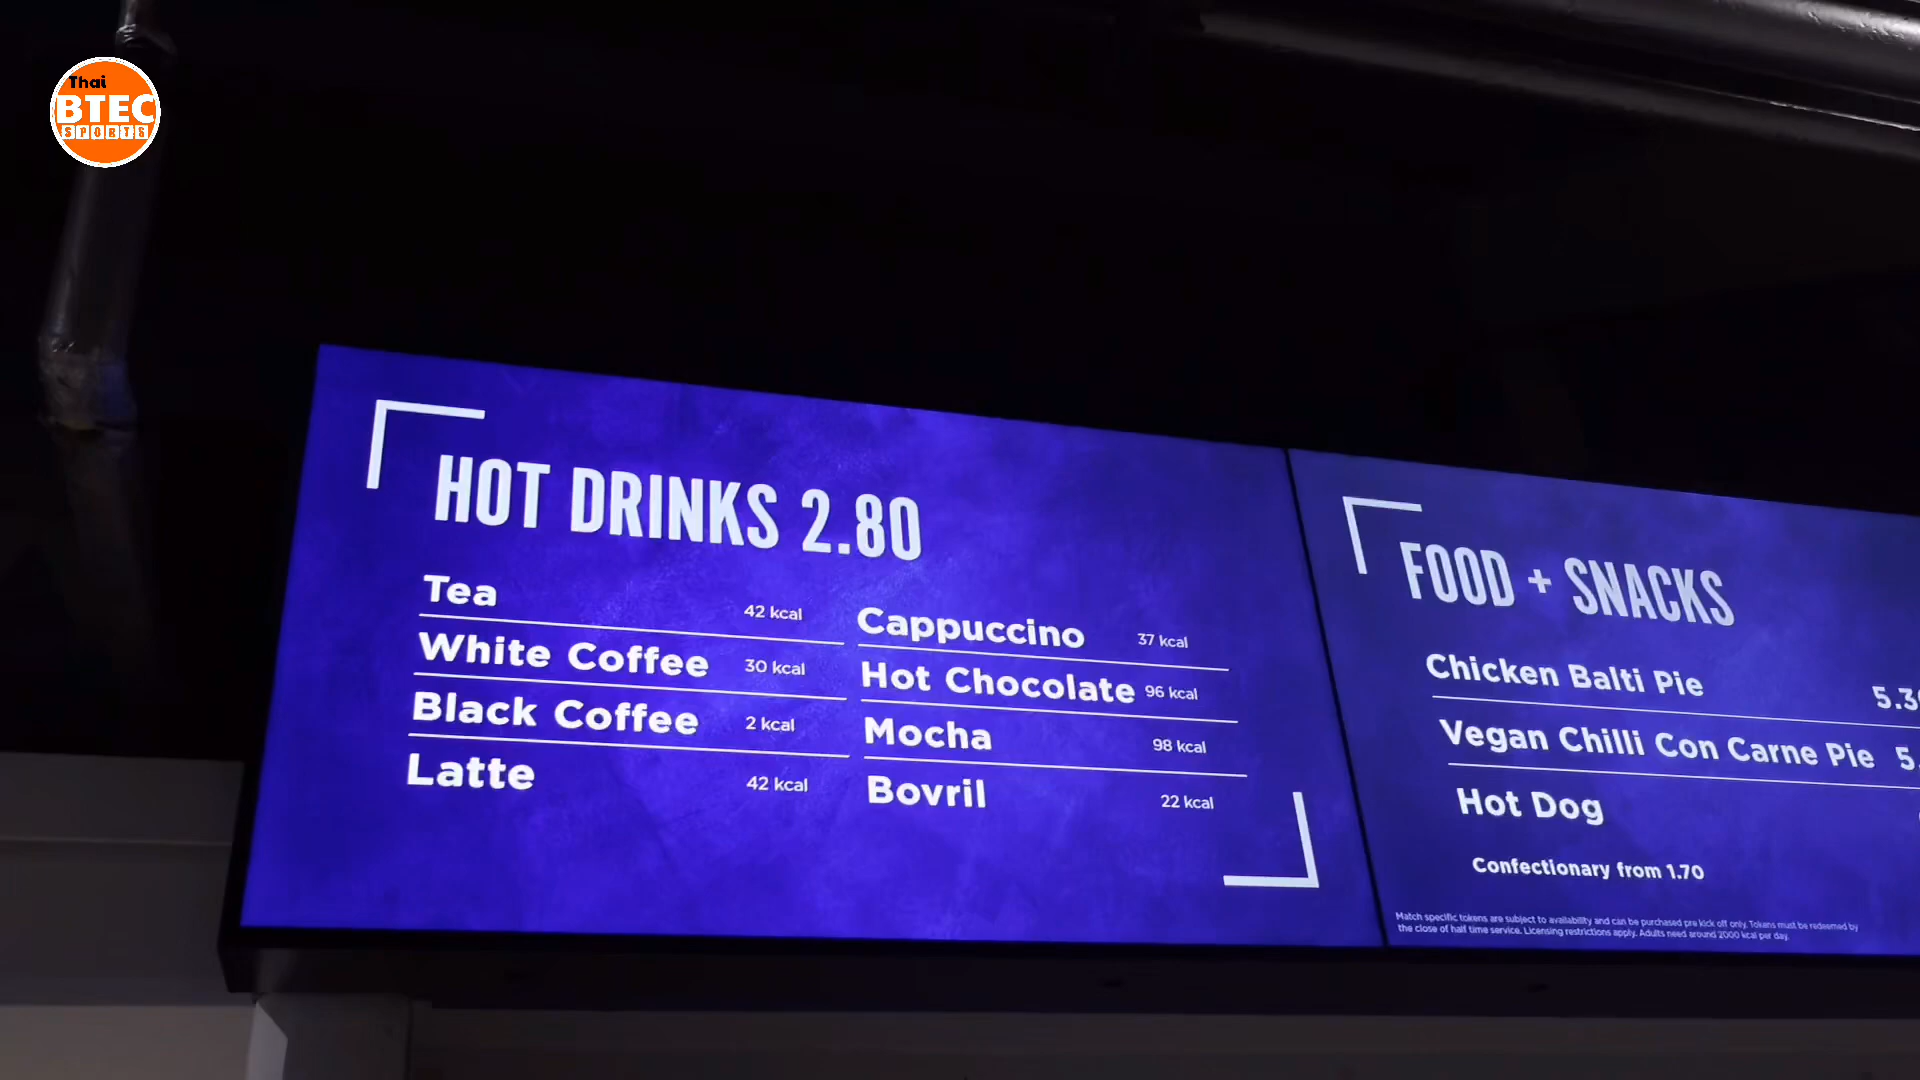 Thai
BTEC
SPORTS
HOT DRINKS 2.80
Tea 42 kcal
White Coffee 30 kcal
Black Coffee 2 kcal
Latte 42 kcal
Cappuccino 37 kcal
Hot Chocolate 96 kcal
Mocha 98 kcal
Bovril 22 kcal
FOOD + SNACKS
Chicken Balti Pie 5.3
Vegan Chilli Con Carne Pie 5.
Hot Dog
Confectionary from 1.70
Match specific tokens are subject to availability and can be purchased pre kick off only. Tokens must be redeemed by
the close of half time service. Licensing restrictions apply. Adults need around 2000 kcal per day.